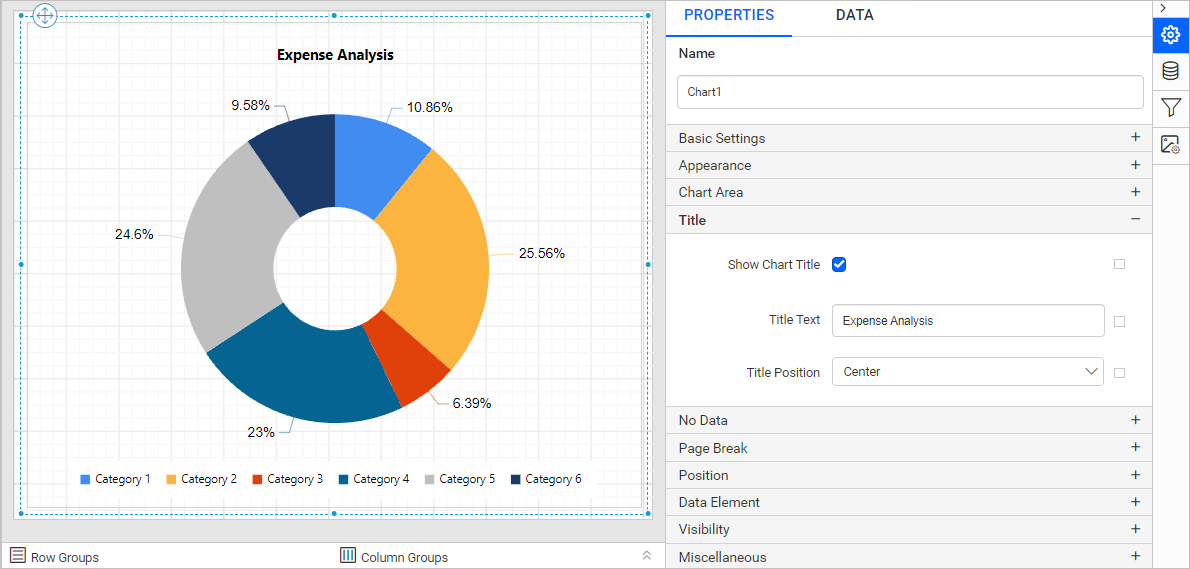 Expense Analysis
9.58%
10.86%
24.6%
25.56%
6.39%
23%
Category 1 Category 2 Category 3 Category 4 Category 5 Category 6
Row Groups Column Groups
PROPERTIES DATA
Name
Chart1
Basic Settings
Appearance
Chart Area
Title
Show Chart Title
Title Text Expense Analysis
Title Position Center
No Data
Page Break
Position
Data Element
Visibility
Miscellaneous